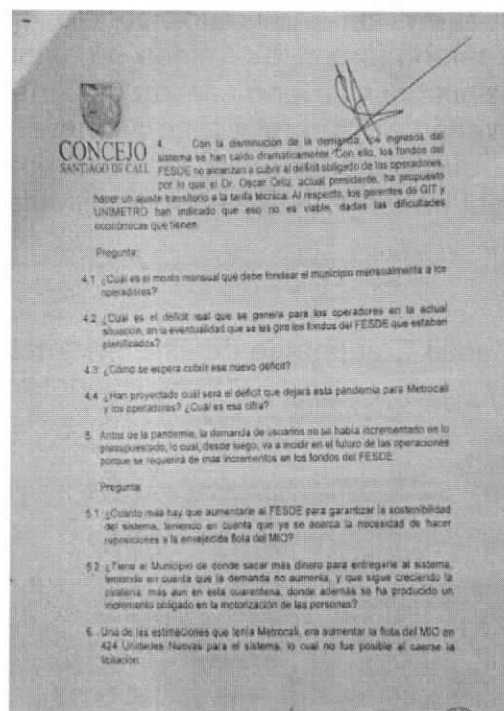 CONCEJO
SANTIAGO DE CALI
4. Con la disminución de la demanda, los ingresos del
sistema se han caído dramáticamente. Con ello, los fondos del
FESDE no alcanzan a cubrir el déficit obligado de los operadores,
por lo que el Dr. Oscar Ortiz, actual presidente, ha propuesto
hacer un ajuste transitorio a la tarifa técnica. Al respecto, los gerentes de GIT y
UNIMETRO han indicado que eso no es viable, dadas las dificultades
económicas que tienen.
Pregunta:
4.1 ¿Cuál es el monto mensual que debe fondear el municipio mensualmente a los
operadores?
4.2 ¿Cuál es el déficit real que se genera para los operadores en la actual
situación, en la eventualidad que se les gire los fondos del FESDE que estaban
planificados?
4.3 ¿Cómo se espera cubrir ese nuevo déficit?
4.4 ¿Han proyectado cuál será el déficit que dejará esta pandemia para Metrocali
y los operadores? ¿Cuál es esa cifra?
5. Antes de la pandemia, la demanda de usuarios no se había incrementado en lo
presupuestado, lo cual, desde luego, va a incidir en el futuro de las operaciones
porque se requerirá de más incrementos en los fondos del FESDE.
Pregunta:
5.1 ¿Cuánto más hay que aumentarle al FESDE para garantizar la sostenibilidad
del sistema, teniendo en cuenta que ya se acerca la necesidad de hacer
reposiciones a la envejecida flota del MIO?
5.2 ¿Tiene el Municipio de donde sacar más dinero para entregarle al sistema,
teniendo en cuenta que la demanda no aumenta, y que sigue creciendo la
piratería, más aun en esta cuarentena, donde además se ha producido un
incremento obligado en la motorización de las personas?
6. Una de las estimaciones que tenía Metrocali, era aumentar la flota del MIO en
424 Unidades Nuevas para el sistema, lo cual no fue posible al caerse la
licitación.